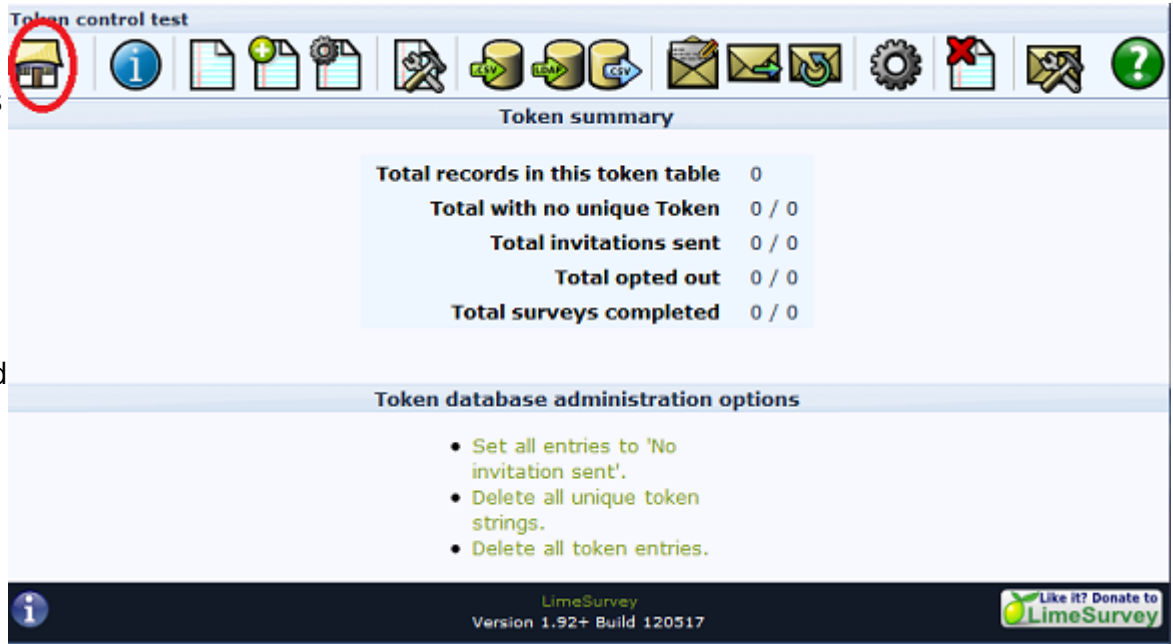 Token control test
CSV LDAP CSV
Token summary
Total records in this token table 0
Total with no unique Token 0 / 0
Total invitations sent 0 / 0
Total opted out 0 / 0
Total surveys completed 0 / 0
d
Token database administration options
Set all entries to 'No
invitation sent'.
Delete all unique token
strings.
Delete all token entries.
LimeSurvey
Version 1.92+ Build 120517
Like it? Donate to
LimeSurvey